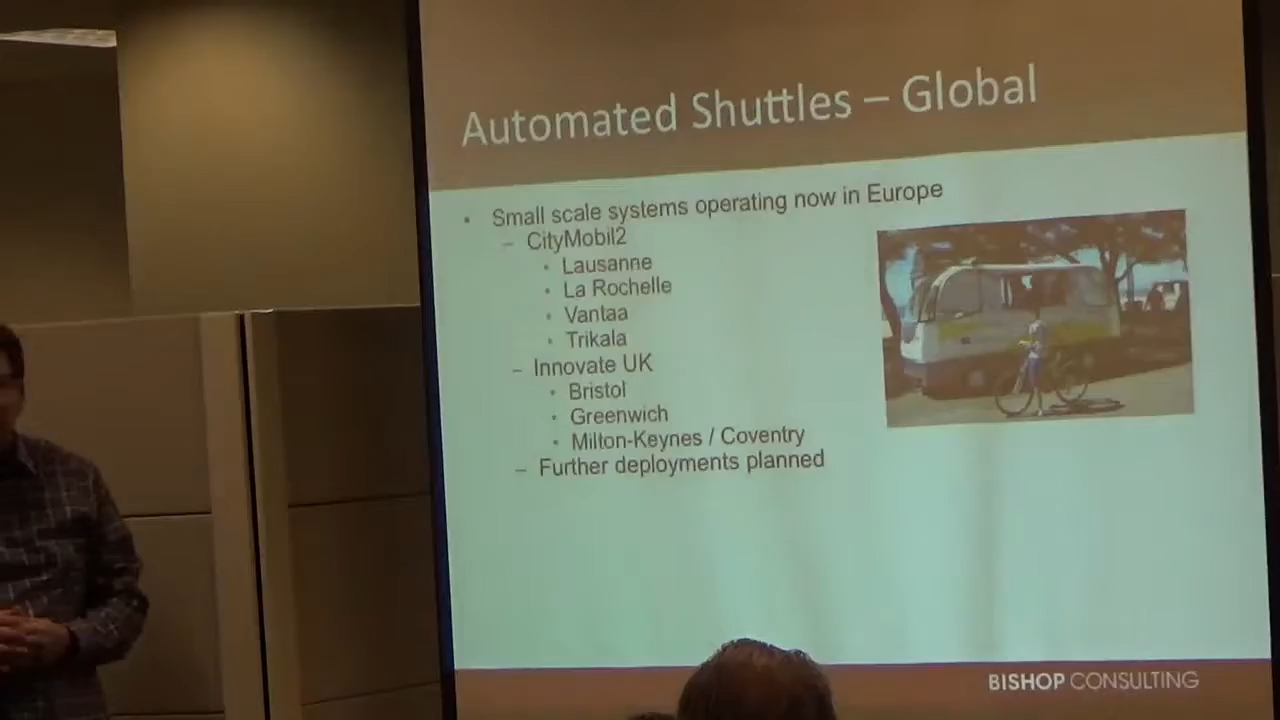 Automated Shuttles – Global
• Small scale systems operating now in Europe
– CityMobil2
• Lausanne
• La Rochelle
• Vantaa
• Trikala
– Innovate UK
• Bristol
• Greenwich
• Milton-Keynes / Coventry
– Further deployments planned
BISHOP CONSULTING